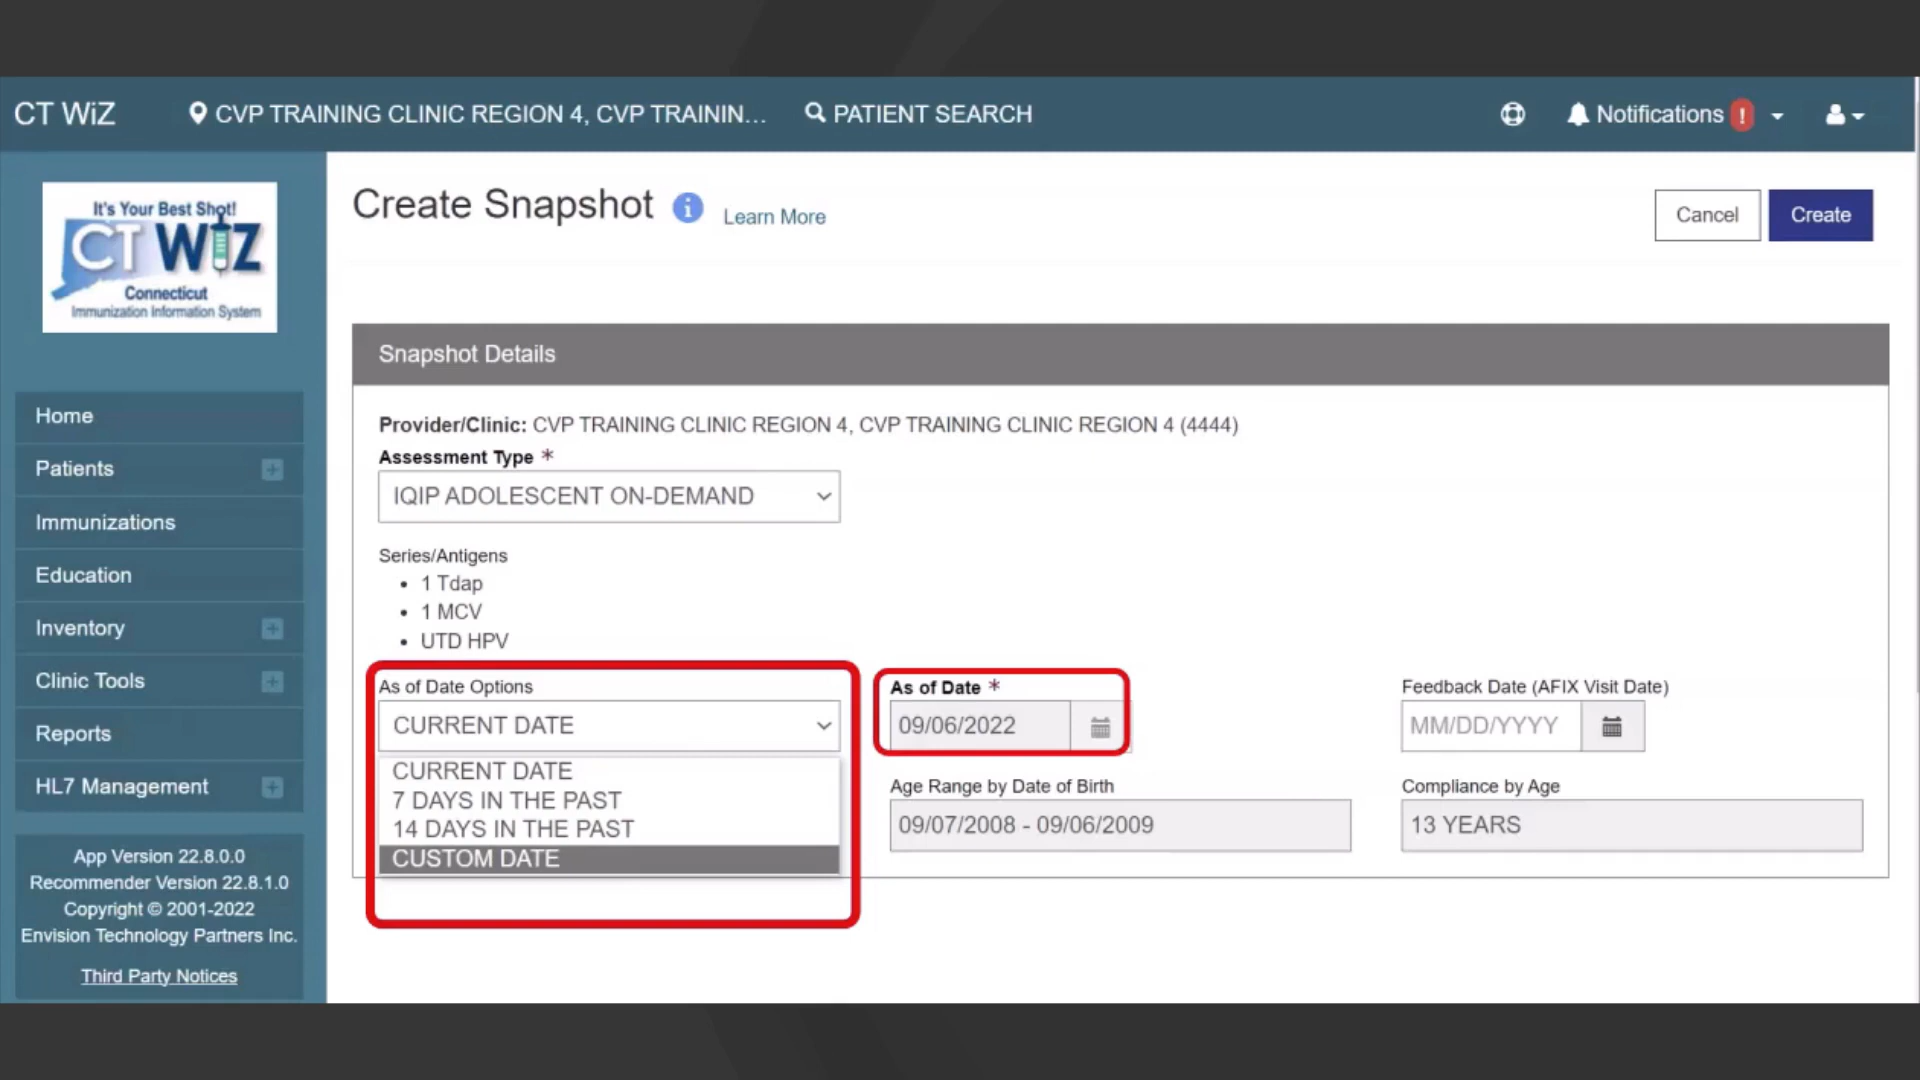 CT WiZ
CVP TRAINING CLINIC REGION 4, CVP TRAININ...
PATIENT SEARCH
Notifications !
It's Your Best Shot!
CT WiZ
Connecticut
Immunization Information System
Home
Patients
Immunizations
Education
Inventory
Clinic Tools
Reports
HL7 Management
App Version 22.8.0.0
Recommender Version 22.8.1.0
Copyright © 2001-2022
Envision Technology Partners Inc.
Third Party Notices
Create Snapshot
Learn More
Cancel
Create
Snapshot Details
Provider/Clinic: CVP TRAINING CLINIC REGION 4, CVP TRAINING CLINIC REGION 4 (4444)
Assessment Type *
IQIP ADOLESCENT ON-DEMAND
Series/Antigens
• 1 Tdap
• 1 MCV
• UTD HPV
As of Date Options
CURRENT DATE
CURRENT DATE
7 DAYS IN THE PAST
14 DAYS IN THE PAST
CUSTOM DATE
As of Date *
09/06/2022
Feedback Date (AFIX Visit Date)
MM/DD/YYYY
Age Range by Date of Birth
09/07/2008 - 09/06/2009
Compliance by Age
13 YEARS